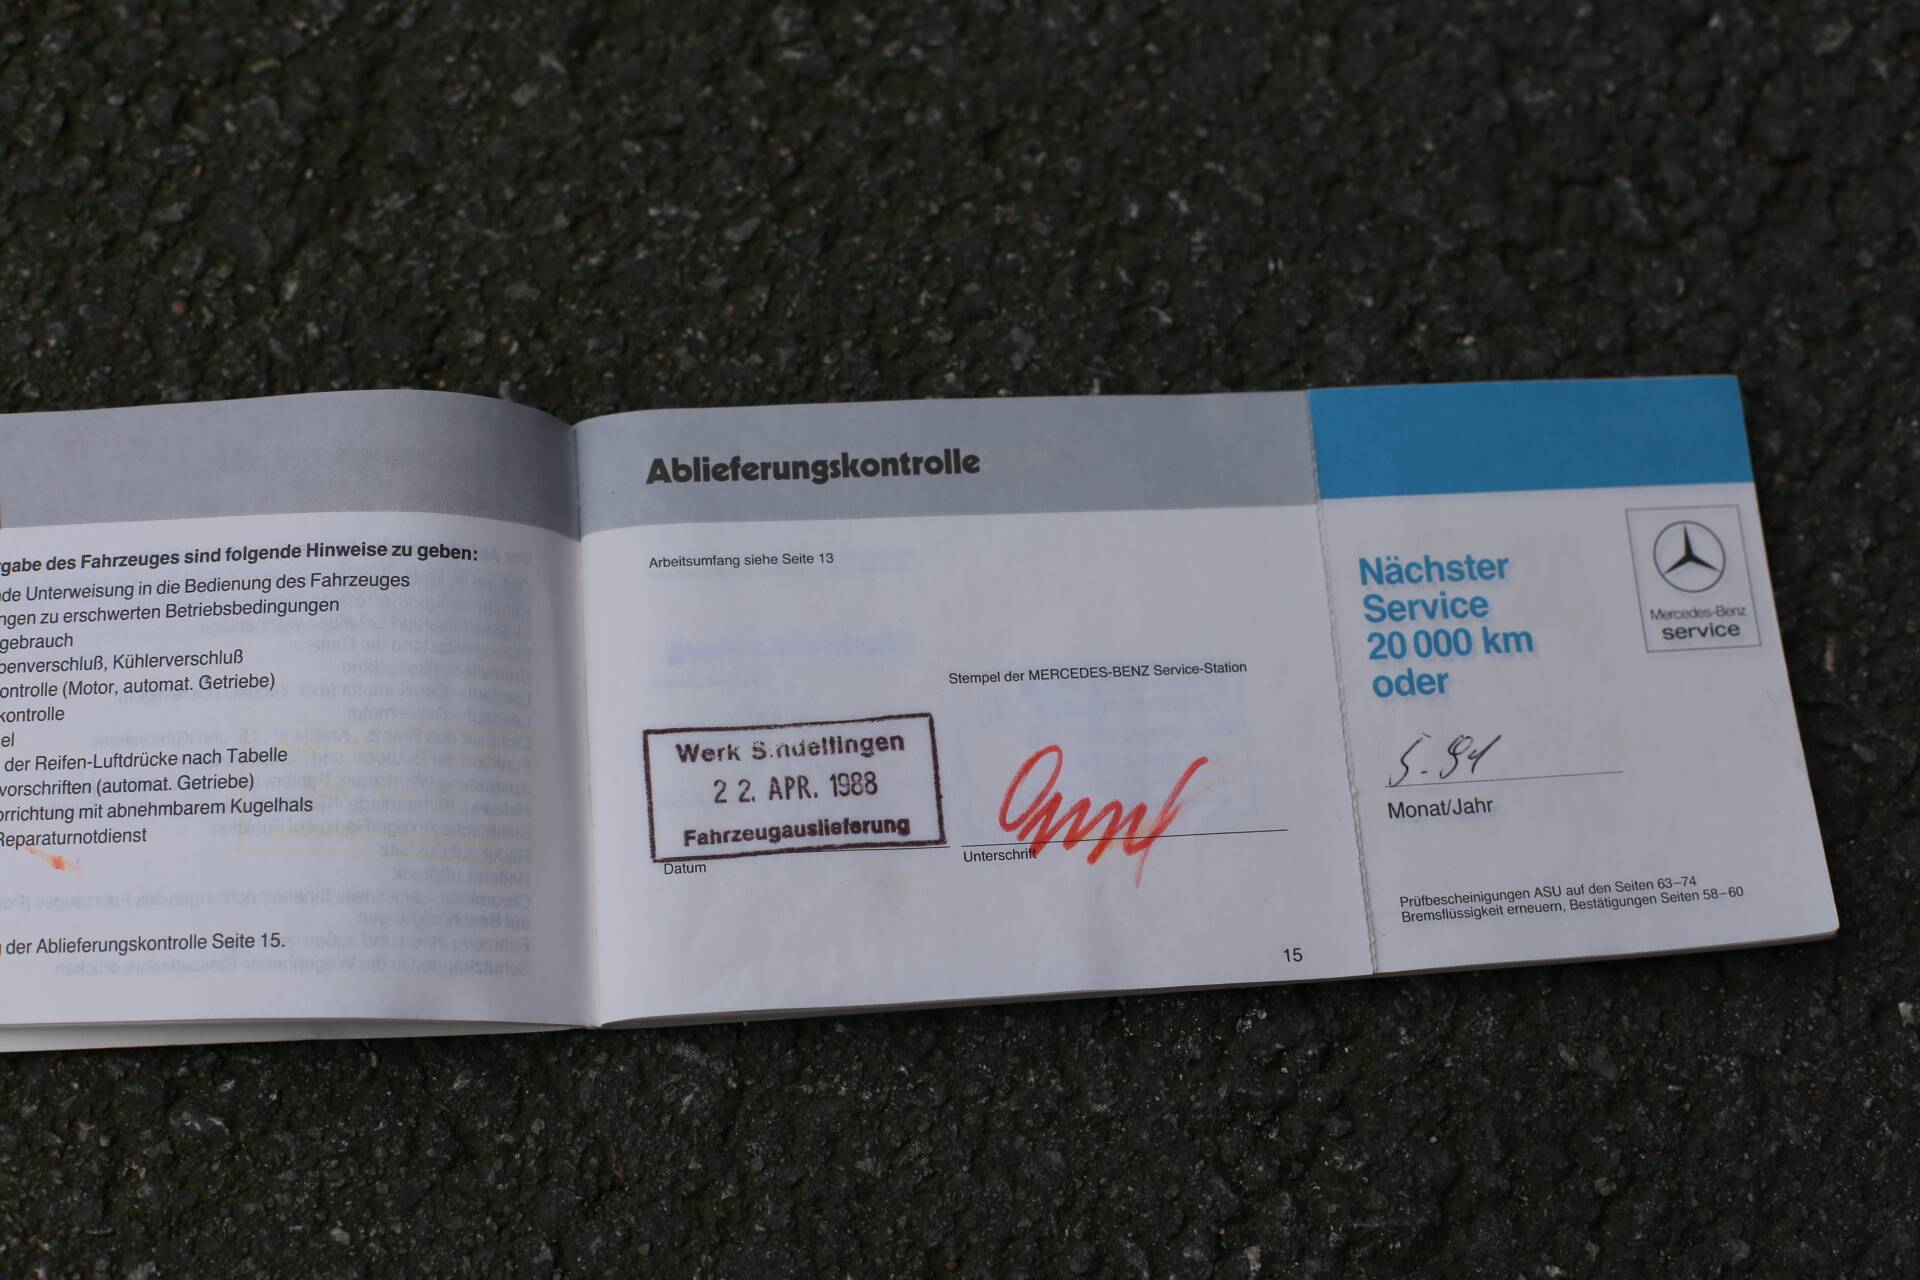 gabe des Fahrzeuges sind folgende Hinweise zu geben:
nde Unterweisung in die Bedienung des Fahrzeuges
ngen zu erschwerten Betriebsbedingungen
gebrauch
benverschluß, Kühlerverschluß
ontrolle (Motor, automat. Getriebe)
kontrolle
el
der Reifen-Luftdrücke nach Tabelle
vorschriften (automat. Getriebe)
orrichtung mit abnehmbarem Kugelhals
Reparaturnotdienst
der Ablieferungskontrolle Seite 15.
Ablieferungskontrolle
Arbeitsumfang siehe Seite 13
Stempel der MERCEDES-BENZ Service-Station
Werk Sindelfingen
22. APR. 1988
Fahrzeugauslieferung
Datum
Unterschrift
15
Nächster
Service
20 000 km
oder
Mercedes-Benz
service
5-91
Monat/Jahr
Prüfbescheinigungen ASU auf den Seiten 63–74
Bremsflüssigkeit erneuern, Bestätigungen Seiten 58–60